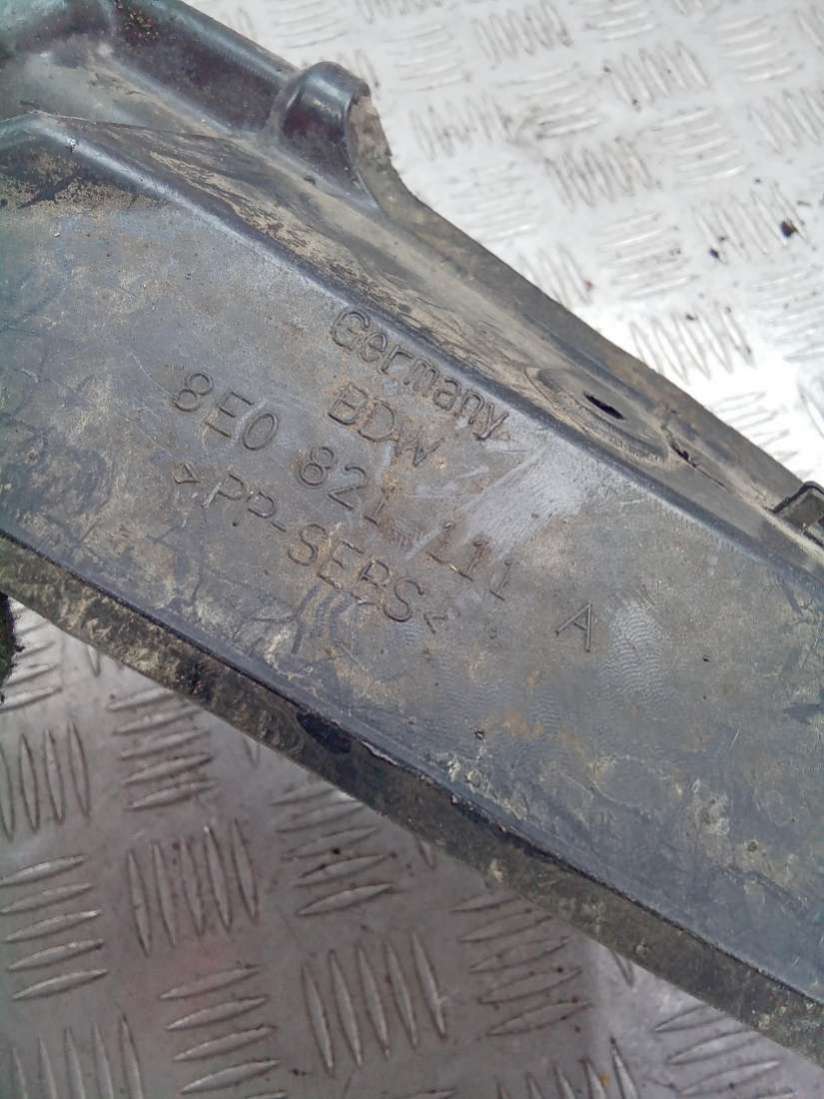 Germany
BDW
8E0 821 111 A
>PP-SEBS<